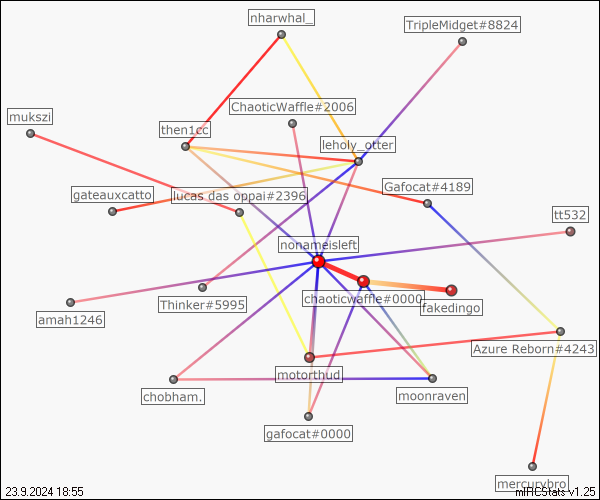 nharwhal_
TripleMidget#8824
ChaoticWaffle#2006
mukszi
then1cc
leholy_otter
gateauxcatto
lucas das oppai#2396
Gafocat#4189
tt532
nonameisleft
chaoticwaffle#0000
fakedingo
Thinker#5995
amah1246
Azure Reborn#4243
motorthud
chobham.
moonraven
gafocat#0000
mercurybro
23.9.2024 18:55
mIRCStats v1.25